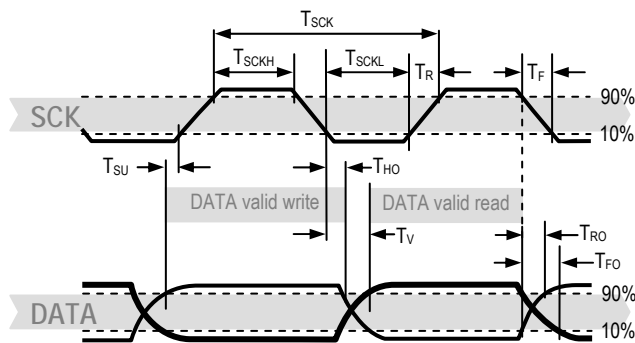 TSCK
TSCKH TSCKL TR TF
90%
SCK
10%
TSU THO
DATA valid write DATA valid read
TV TRO
TFO
90%
DATA
10%